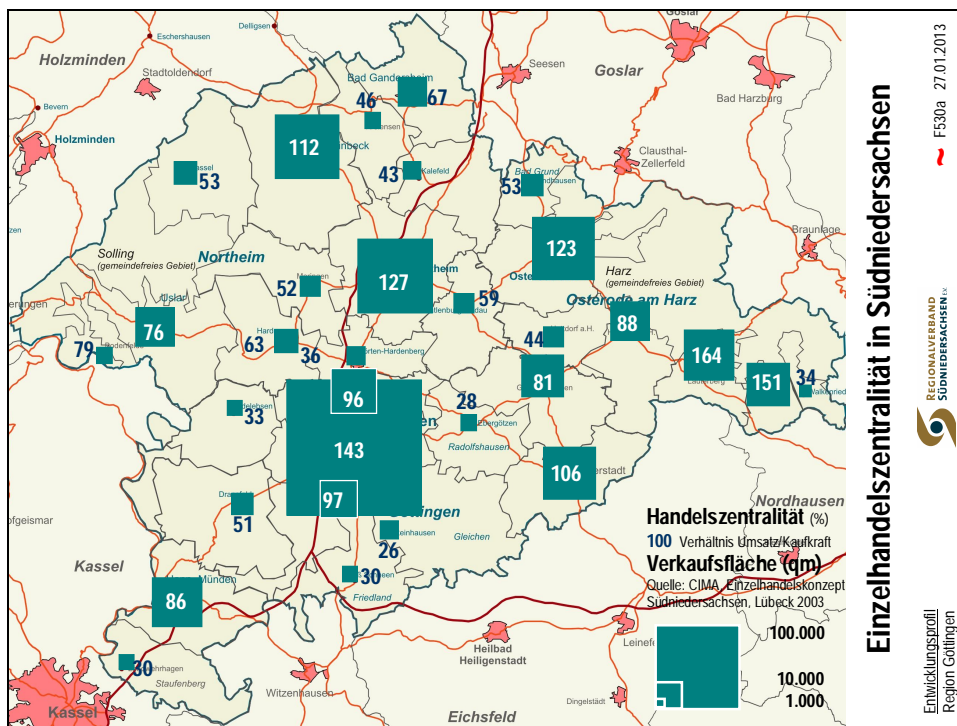 Delligsen
Goslar
Eschershausen
Holzminden
Seesen
Goslar
Stadtoldendorf
Bad Gandersheim
67
Bad Harzburg
46
Bevern
Holzminden
112
Kalefeld
43
53
Clausthal-
Zellerfeld
Bad Grund
53
123
Braunlage
Solling
(gemeindefreies Gebiet)
Northeim
127
Harz
(gemeindefreies Gebiet)
52
59
Osterode am Harz
Uslar
76
88
63
36
44
79
164
151
34
96
81
33
28
143
Radolfshausen
106
97
51
Göttingen
26
Gleichen
Nordhausen
Kassel
30
Friedland
86
30
Staufenberg
Witzenhausen
Heilbad
Heiligenstadt
Dingelstädt
Kassel
Eichsfeld
Handelszentralität (%)
100 Verhältnis Umsatz/Kaufkraft
Verkaufsfläche (qm)
Quelle: CIMA, Einzelhandelskonzept
Südniedersachsen, Lübeck 2003
100.000
10.000
1.000
Einzelhandelszentralität in Südniedersachsen
F530a 27.01.2013
REGIONALVERBAND
SÜDNIEDERSACHSEN E.V.
Entwicklungsprofil
Region Göttingen